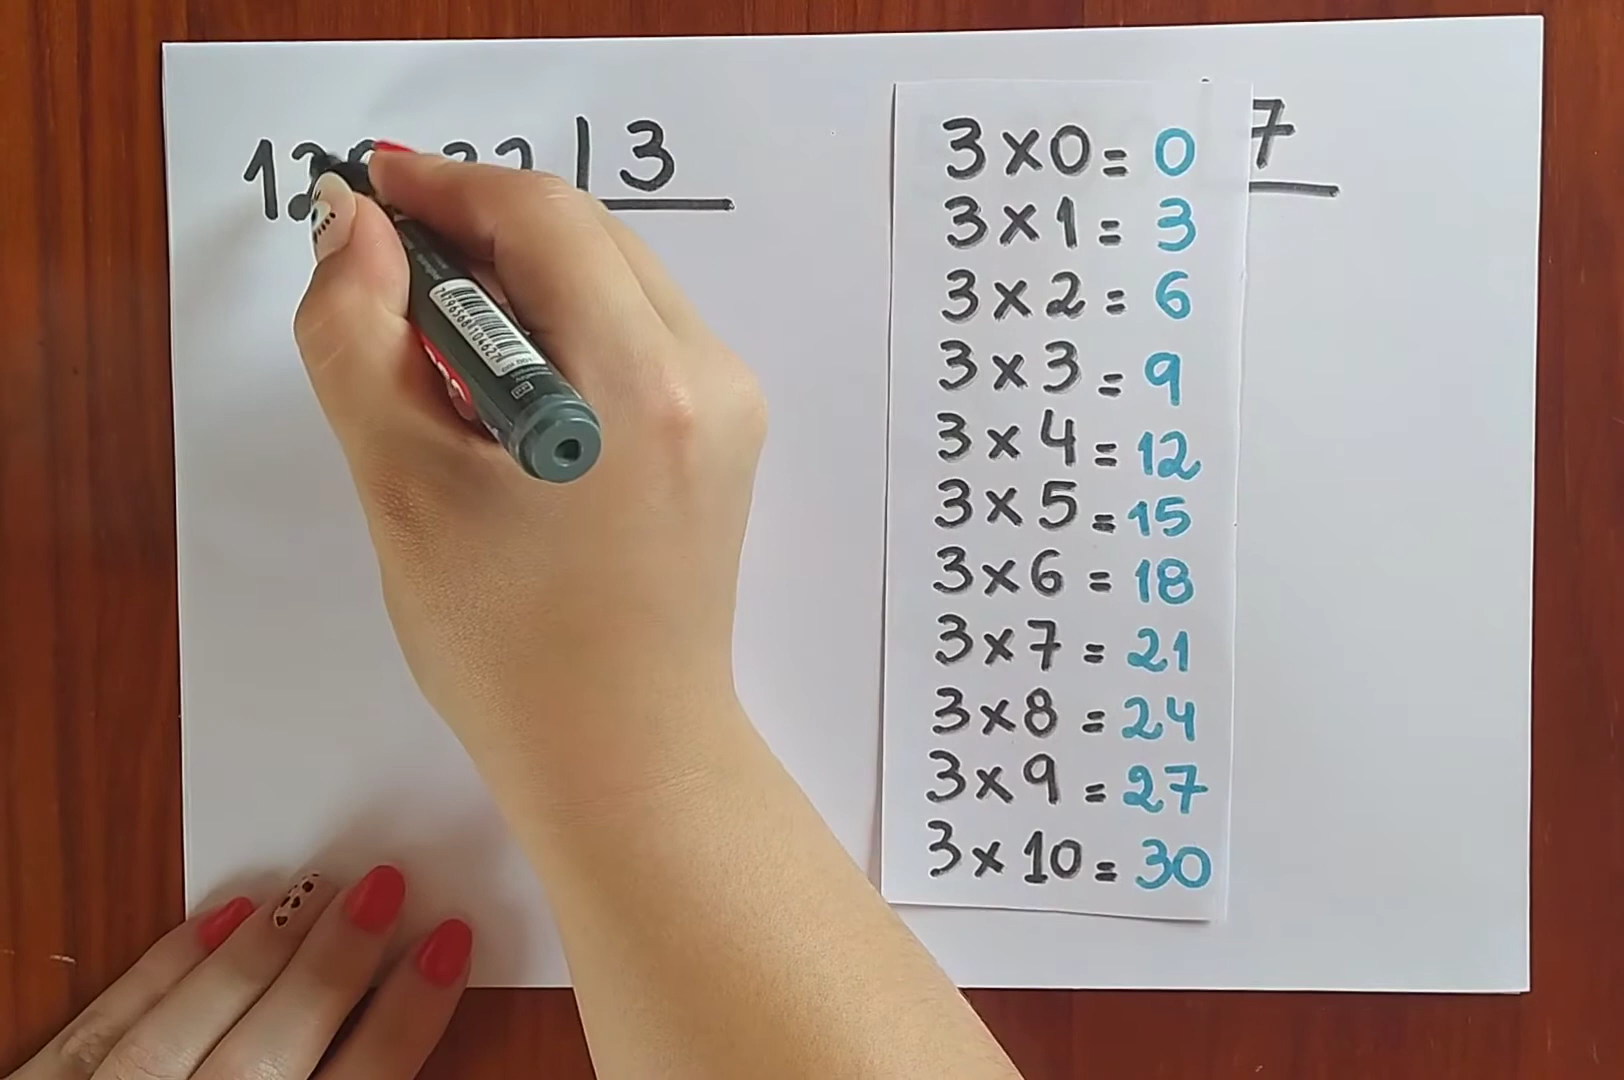 3
7
3 x 0 = 0
3 x 1 = 3
3 x 2 = 6
3 x 3 = 9
3 x 4 = 12
3 x 5 = 15
3 x 6 = 18
3 x 7 = 21
3 x 8 = 24
3 x 9 = 27
3 x 10 = 30
7796568104627